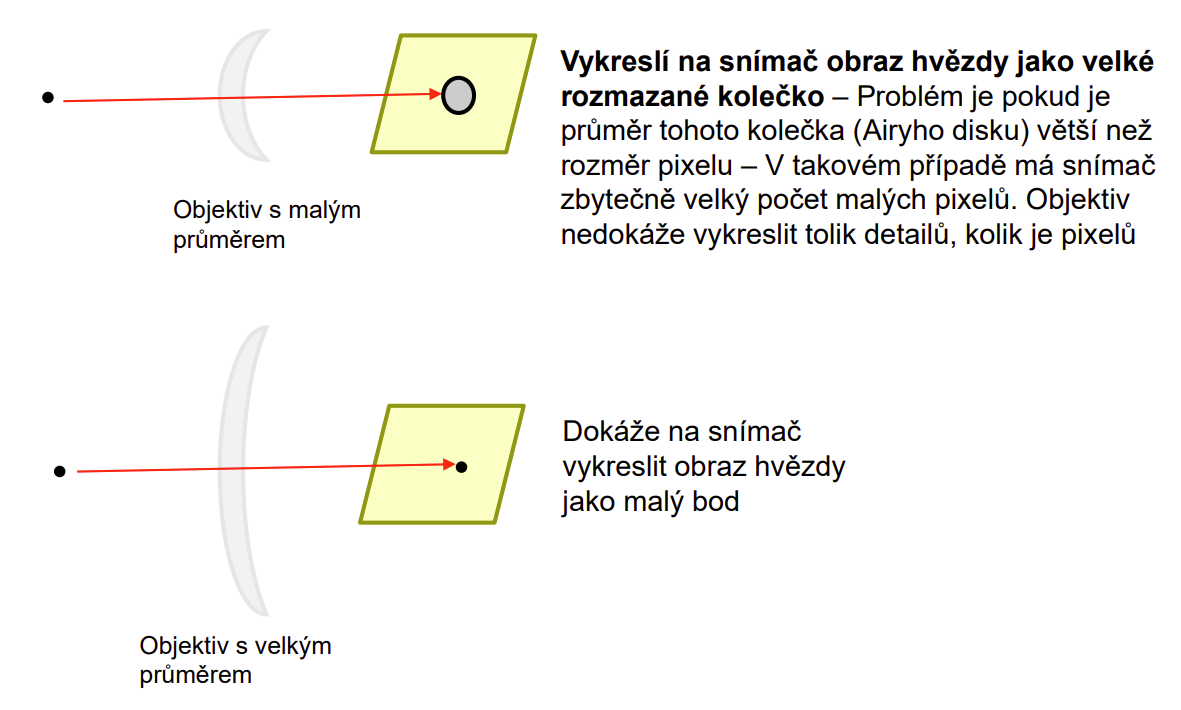 Vykreslí na snímač obraz hvězdy jako velké
rozmazané kolečko – Problém je pokud je
průměr tohoto kolečka (Airyho disku) větší než
rozměr pixelu – V takovém případě má snímač
zbytečně velký počet malých pixelů. Objektiv
nedokáže vykreslit tolik detailů, kolik je pixelů
Objektiv s malým
průměrem
Dokáže na snímač
vykreslit obraz hvězdy
jako malý bod
Objektiv s velkým
průměrem